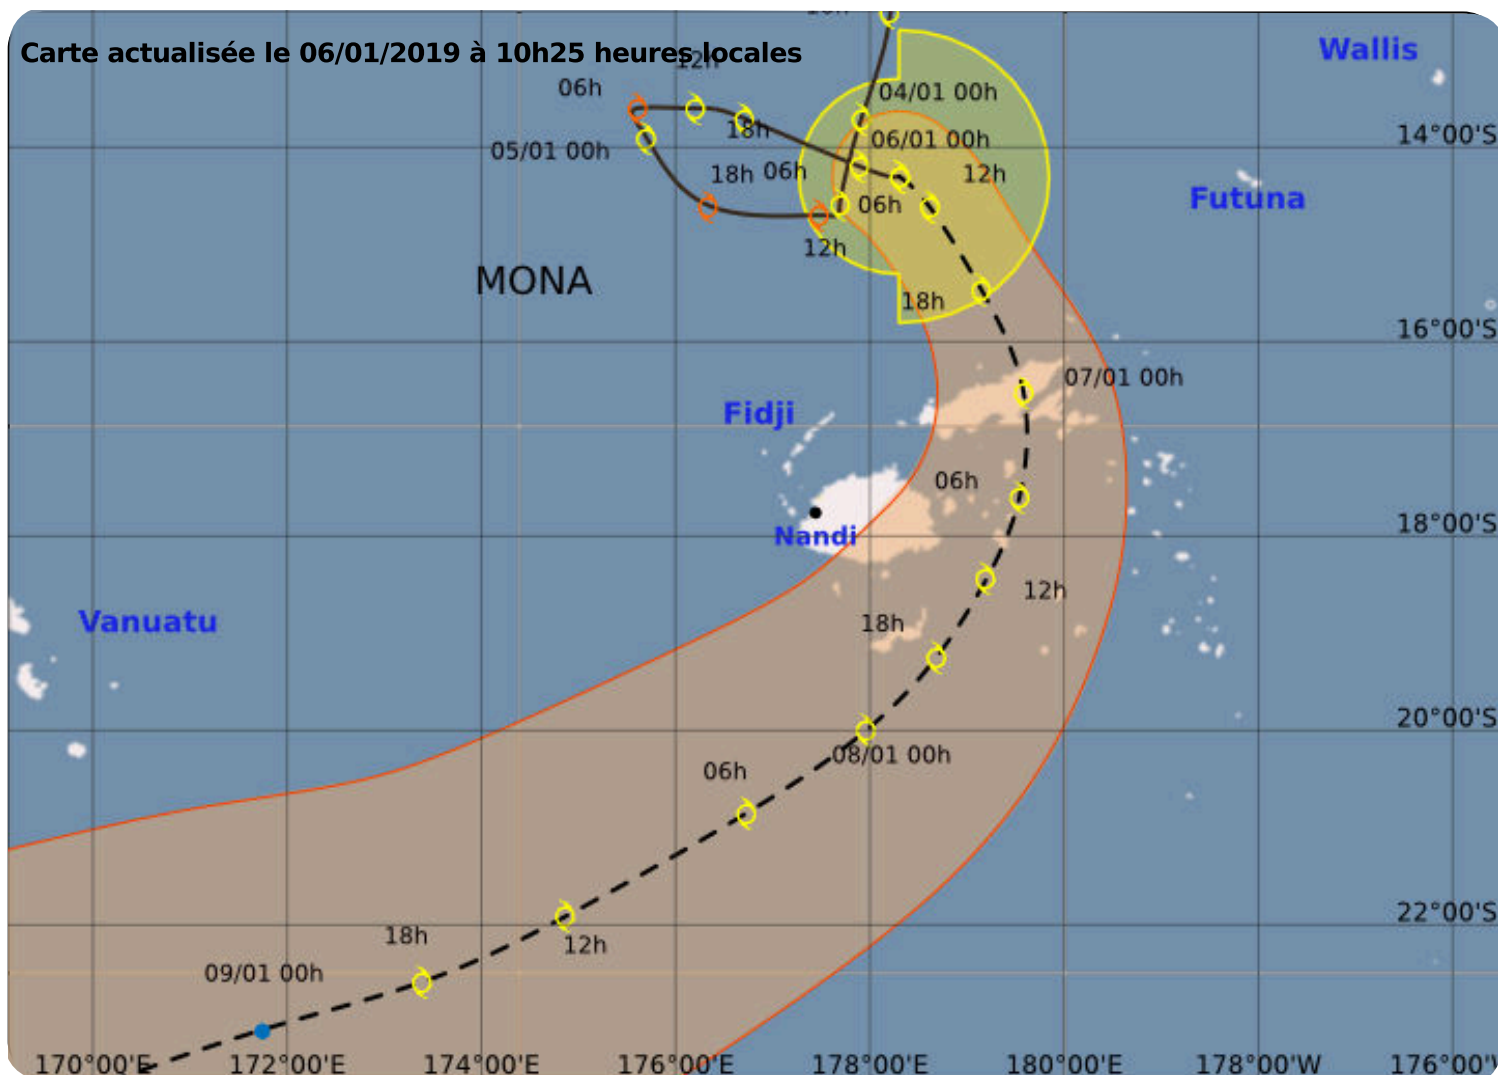 Carte actualisée le 06/01/2019 à 10h25 heures locales
Wallis
12h
06h
04/01 00h
18h
06/01 00h
14°00'S
05/01 00h
18h
06h
12h
Futuna
06h
12h
MONA
18h
16°00'S
07/01 00h
Fidji
06h
18°00'S
Nandi
12h
Vanuatu
18h
20°00'S
08/01 00h
06h
22°00'S
18h
12h
09/01 00h
170°00'E
172°00'E
174°00'E
176°00'E
178°00'E
180°00'E
178°00'W
176°00'